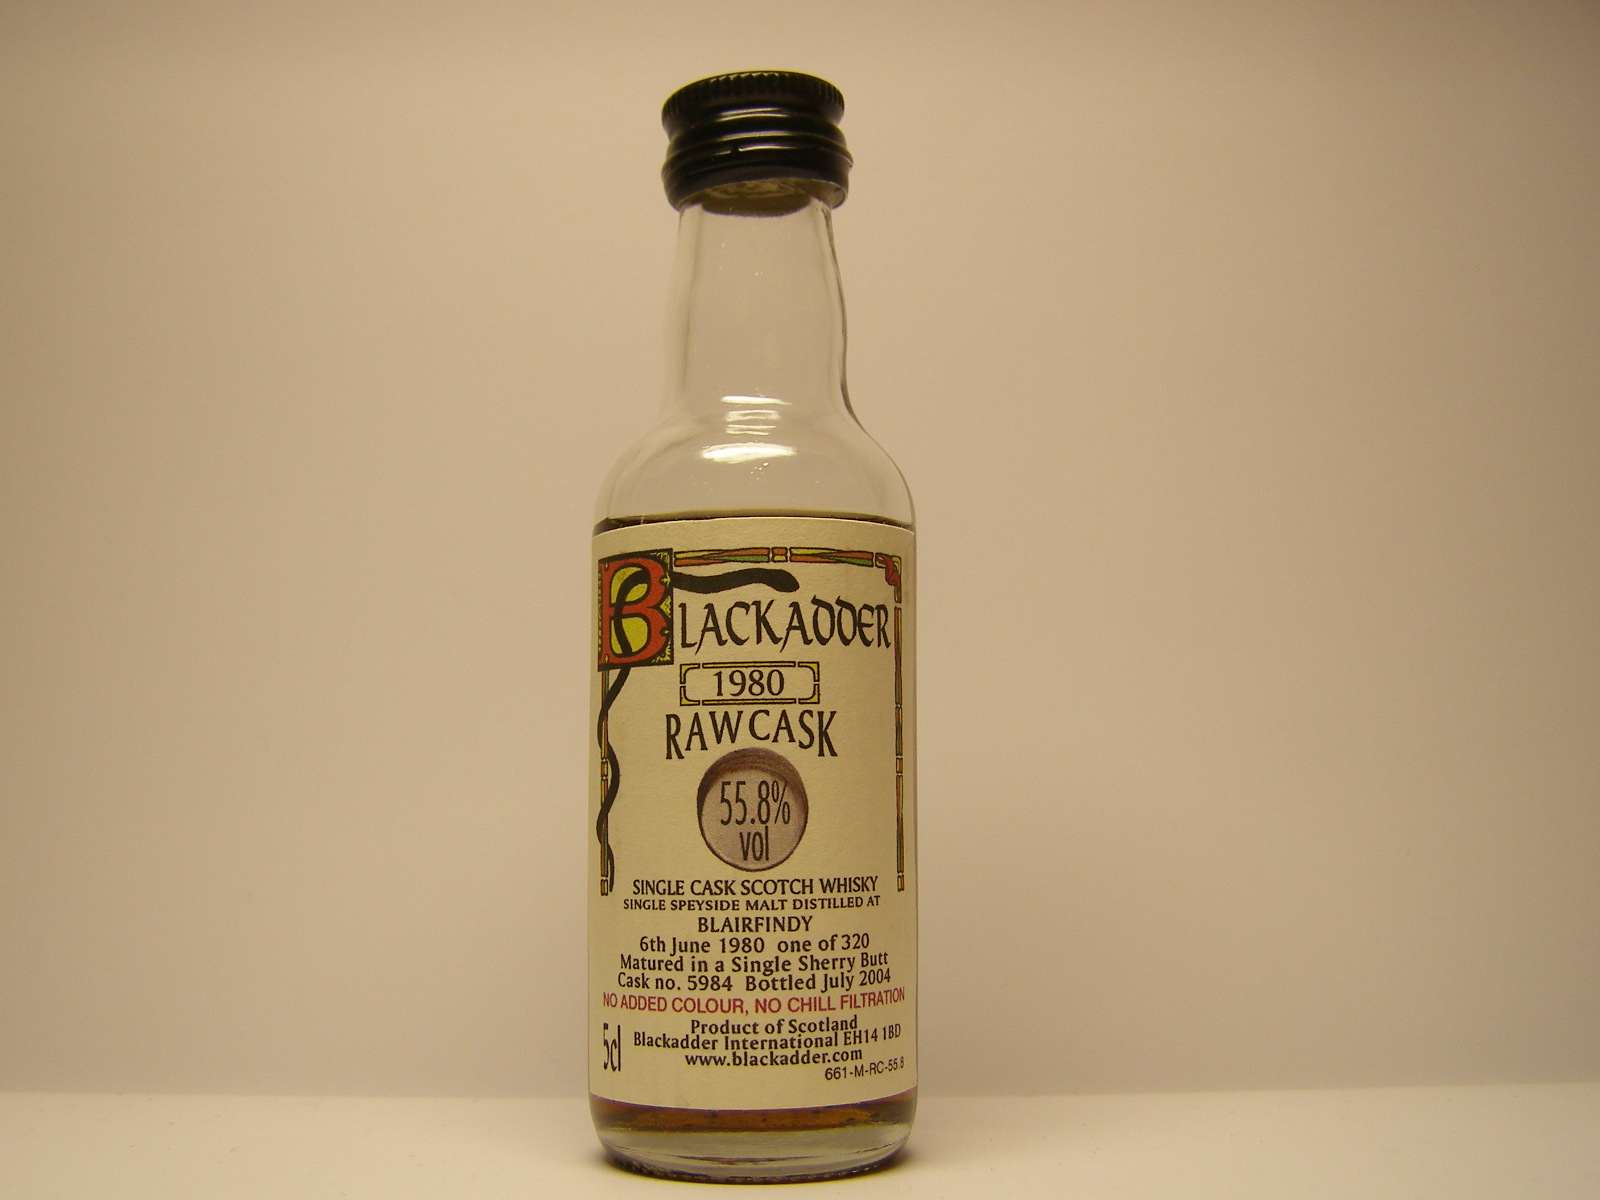 BLACKADDER
1980
RAW CASK
55.8%
vol
SINGLE CASK SCOTCH WHISKY
SINGLE SPEYSIDE MALT DISTILLED AT
BLAIRFINDY
6th June 1980 one of 320
Matured in a Single Sherry Butt
Cask no. 5984 Bottled July 2004
NO ADDED COLOUR, NO CHILL FILTRATION
Product of Scotland
5cl Blackadder International EH14 1BD
www.blackadder.com
661-M-RC-55.8